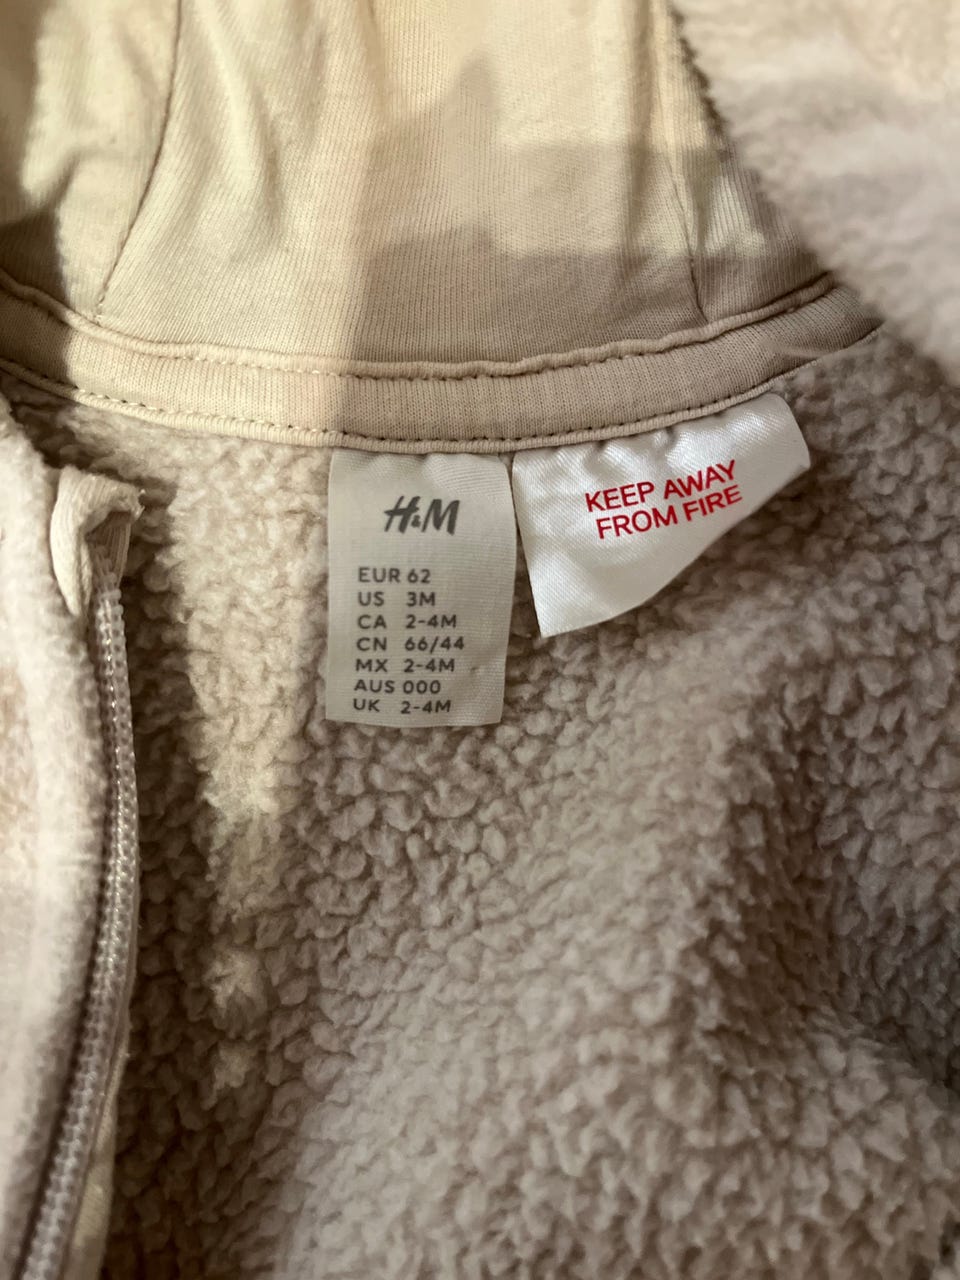 H&M
EUR 62
US 3M
CA 2-4M
CN 66/44
MX 2-4M
AUS 000
UK 2-4M
KEEP AWAY
FROM FIRE